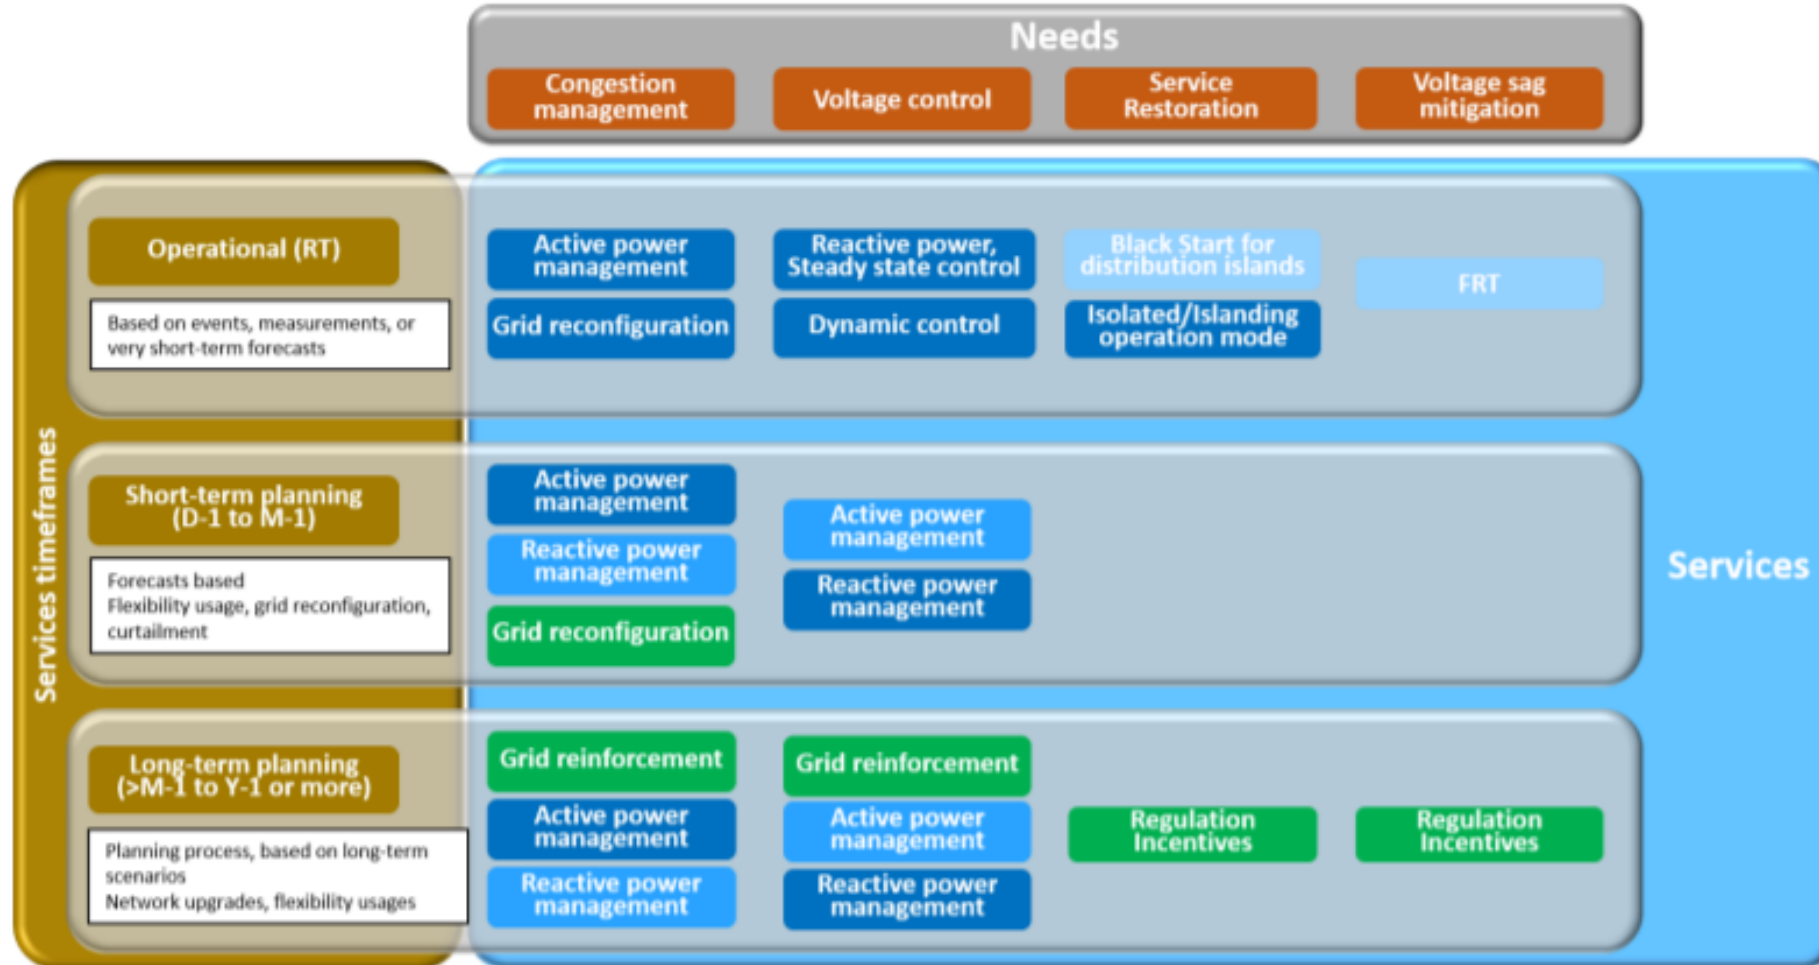 Needs
Congestion
management
Voltage control
Service
Restoration
Voltage sag
mitigation
Services timeframes
Operational (RT)
Based on events, measurements, or
very short-term forecasts
Active power
management
Grid reconfiguration
Reactive power,
Steady state control
Dynamic control
Black Start for
distribution islands
Isolated/Islanding
operation mode
FRT
Short-term planning
(D-1 to M-1)
Forecasts based
Flexibility usage, grid reconfiguration,
curtailment
Active power
management
Reactive power
management
Grid reconfiguration
Active power
management
Reactive power
management
Services
Long-term planning
(>M-1 to Y-1 or more)
Planning process, based on long-term
scenarios
Network upgrades, flexibility usages
Grid reinforcement
Active power
management
Reactive power
management
Grid reinforcement
Active power
management
Reactive power
management
Regulation
Incentives
Regulation
Incentives